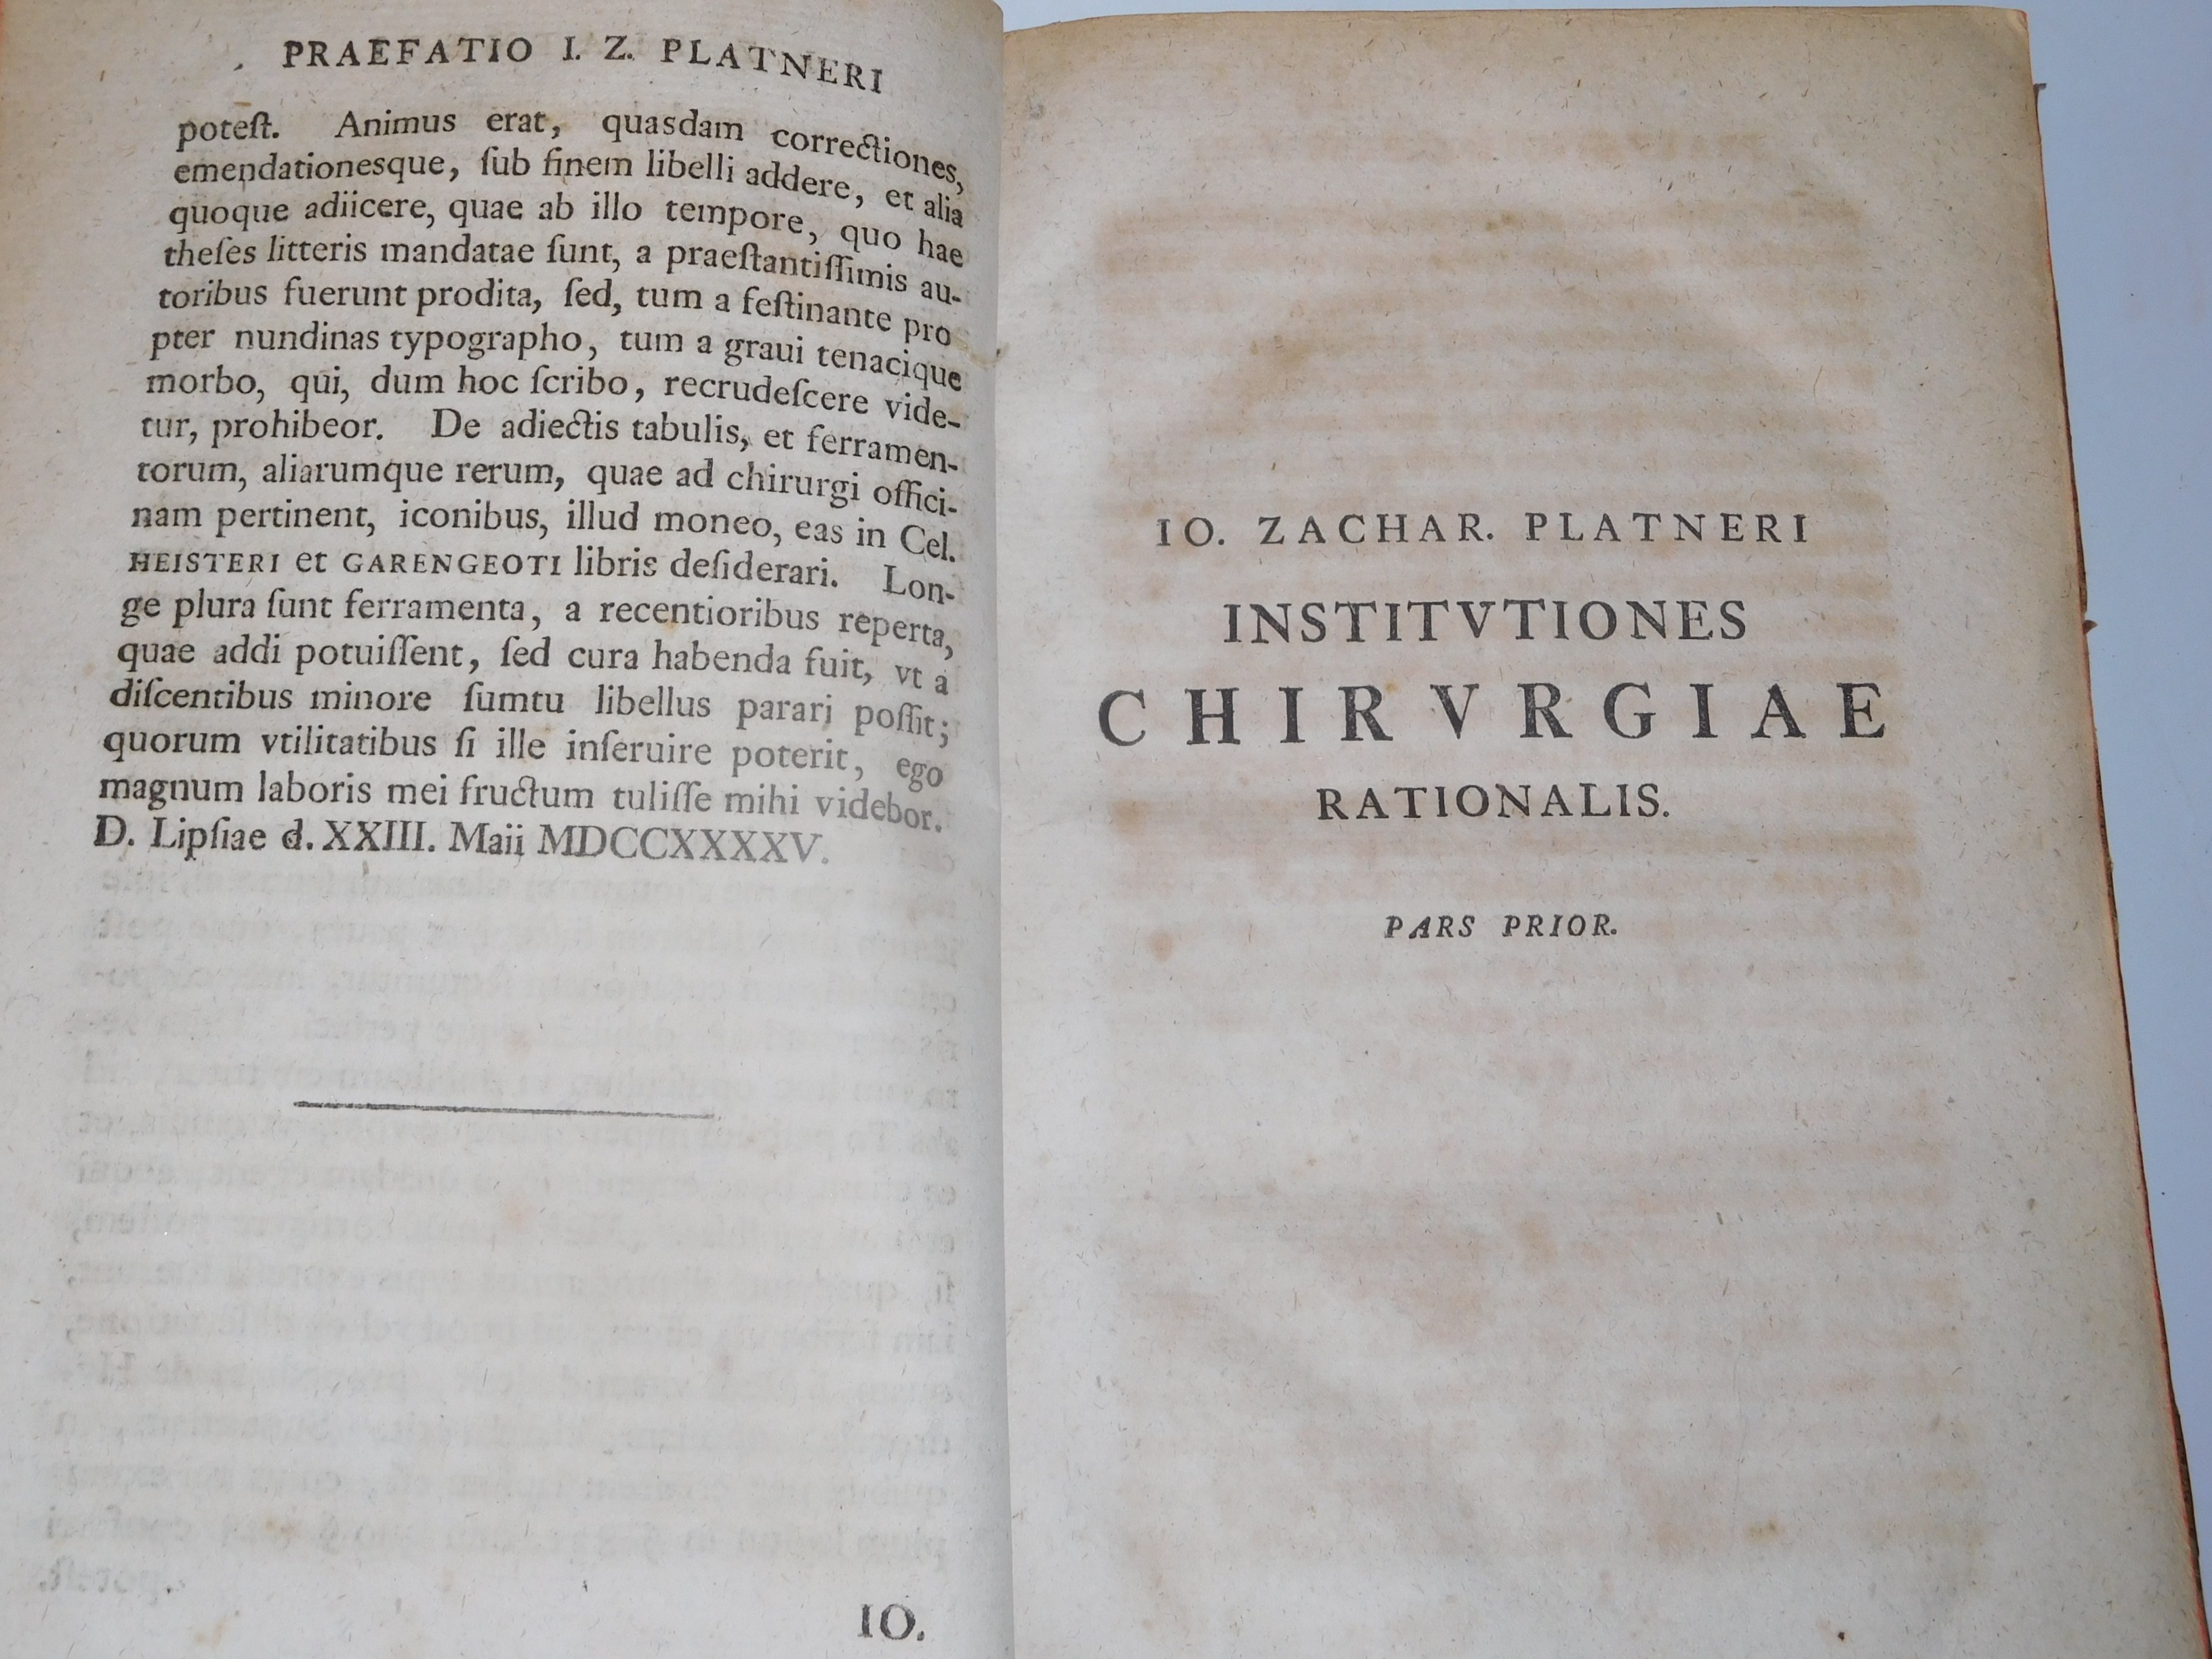 PRAEFATIO I. Z. PLATNERI
poteſt. Animus erat, quasdam correctiones,
emendationesque, ſub finem libelli addere, et alia
quoque adiicere, quae ab illo tempore, quo hae
theſes litteris mandatae ſunt, a praeſtantiſſimis au-
toribus fuerunt prodita, ſed, tum a feſtinante pro
pter nundinas typographo, tum a graui tenacique
morbo, qui, dum hoc ſcribo, recrudeſcere vide-
tur, prohibeor. De adiectis tabulis, et ferramen-
torum, aliarumque rerum, quae ad chirurgi offici-
nam pertinent, iconibus, illud moneo, eas in Cel.
HEISTERI et GARENGEOTI libris deſiderari. Lon-
ge plura ſunt ferramenta, a recentioribus reperta,
quae addi potuiſſent, ſed cura habenda fuit, vt a
diſcentibus minore ſumtu libellus parari poſſit;
quorum vtilitatibus ſi ille inſeruire poterit, ego
magnum laboris mei fructum tuliſſe mihi videbor.
D. Lipſiae d. XXIII. Maii MDCCXXXXV.
IO.
IO. ZACHAR. PLATNERI
INSTITVTIONES
CHIRVRGIAE
RATIONALIS.
PARS PRIOR.